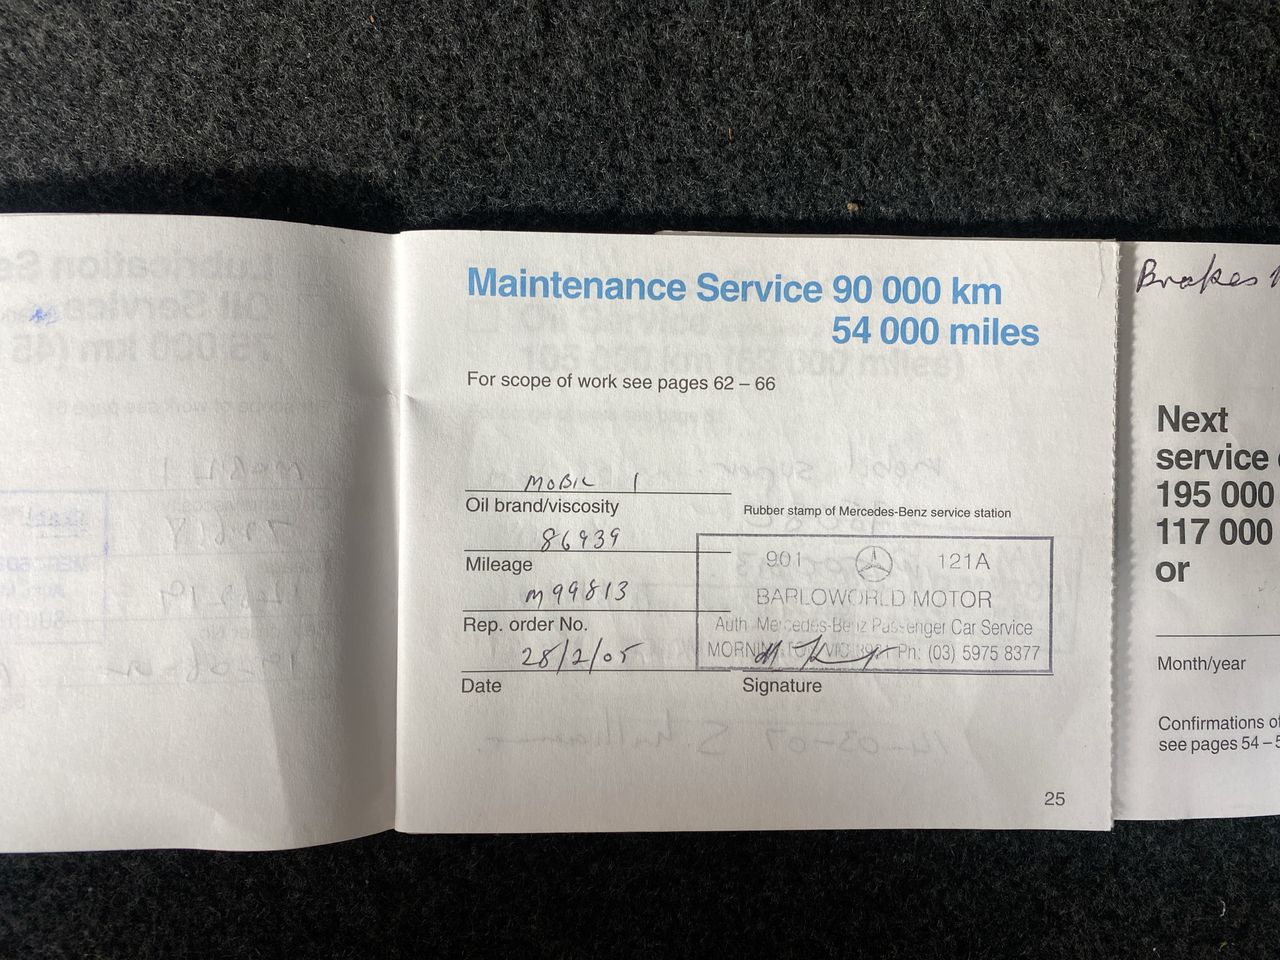 Maintenance Service 90 000 km
54 000 miles
For scope of work see pages 62 – 66
MOBIL 1
Oil brand/viscosity
86939
Mileage
M99813
Rep. order No.
28/2/05
Date
Rubber stamp of Mercedes-Benz service station
901 121A
BARLOWORLD MOTOR
Auth. Mercedes-Benz Passenger Car Service
Ph: (03) 5975 8377
Signature
25
Brakes
Next
service
195 000
117 000
or
Month/year
Confirmations of
see pages 54 –